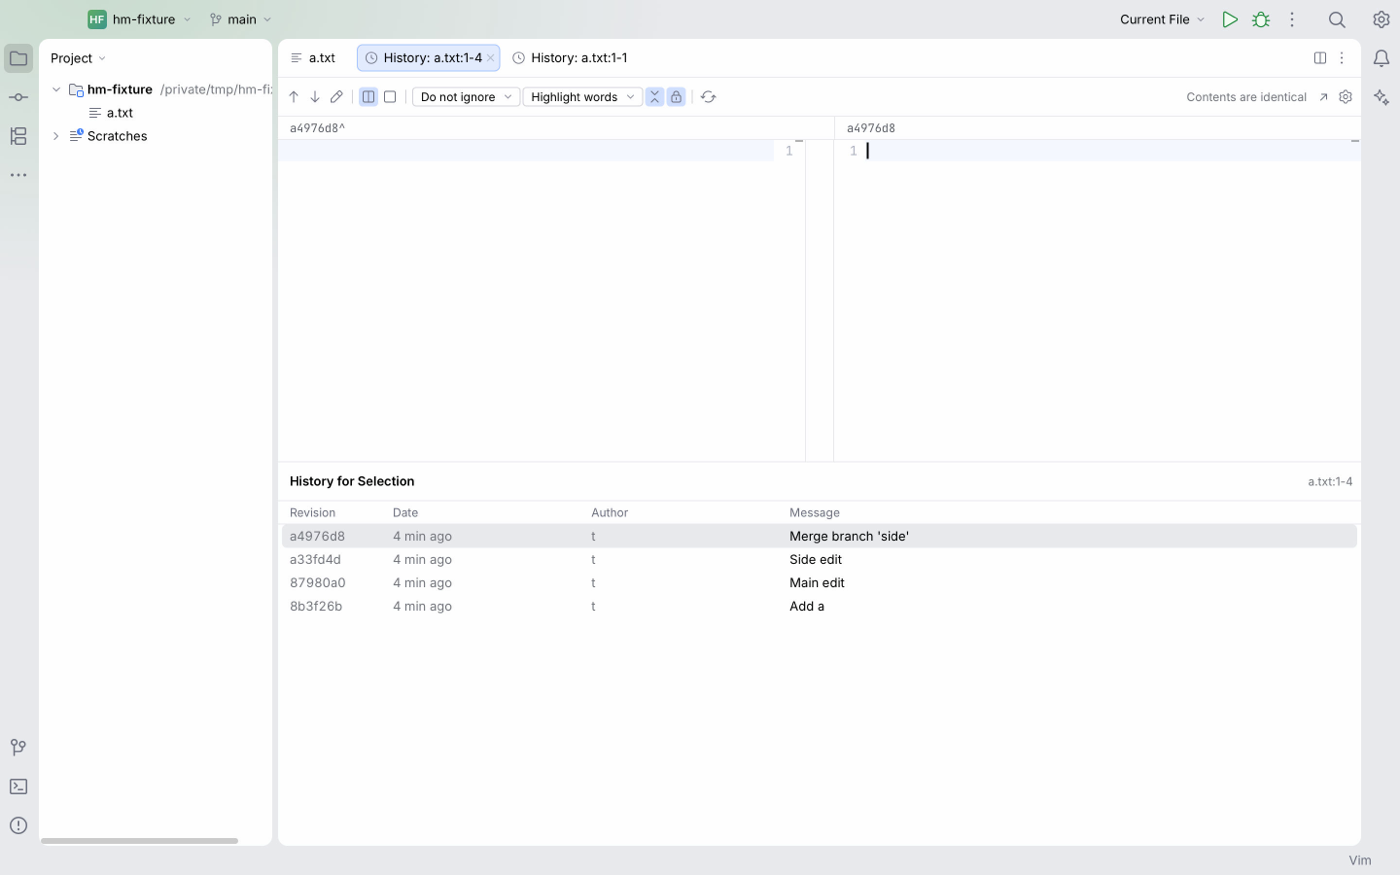 HF hm-fixture main Current File
Project
hm-fixture /private/tmp/hm-fi
a.txt
Scratches
a.txt History: a.txt:1-4 History: a.txt:1-1
Do not ignore Highlight words Contents are identical
a4976d8^ a4976d8
1 1
History for Selection a.txt:1-4
Revision Date Author Message
a4976d8 4 min ago t Merge branch 'side'
a33fd4d 4 min ago t Side edit
87980a0 4 min ago t Main edit
8b3f26b 4 min ago t Add a
Vim